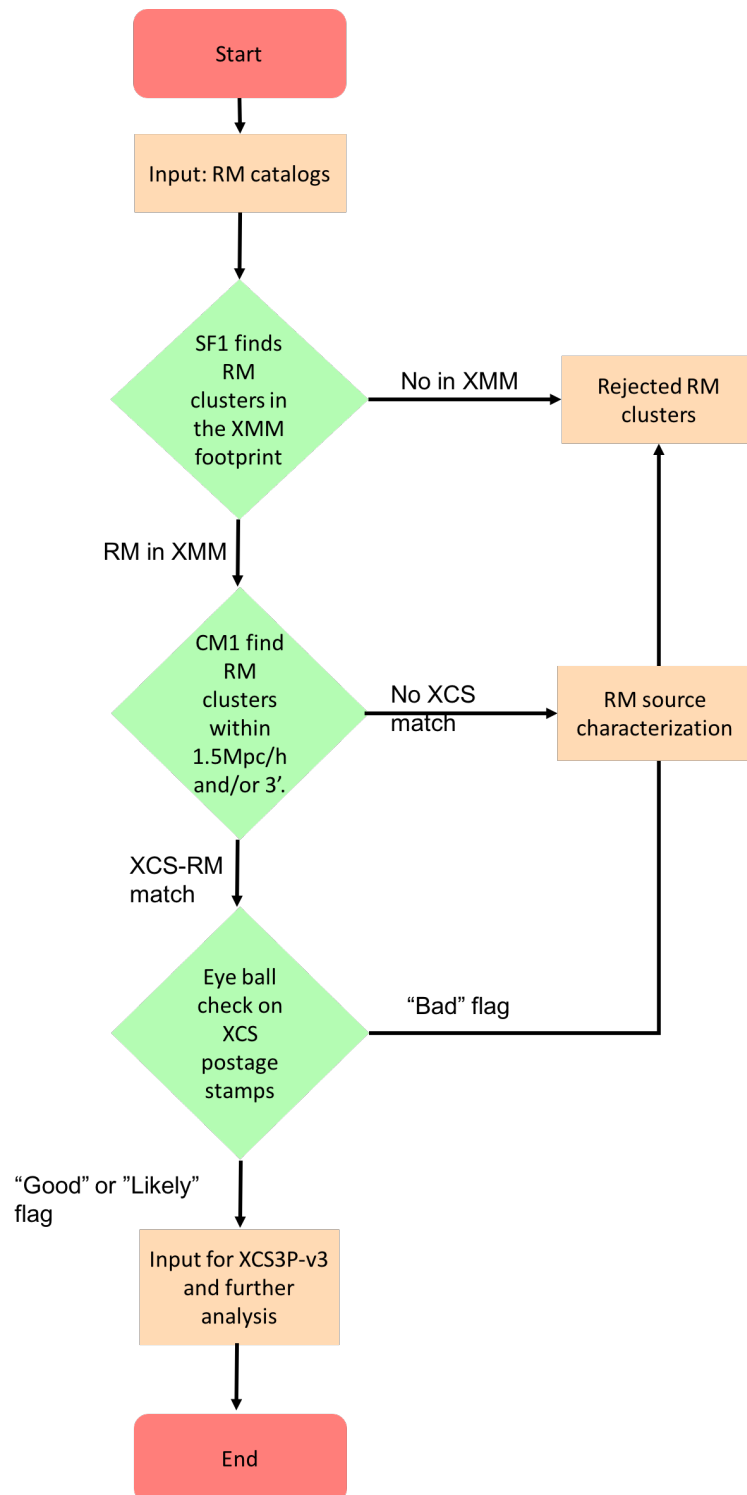 Start
Input: RM catalogs
SF1 finds
RM
clusters in
the XMM
footprint
No in XMM
Rejected RM
clusters
RM in XMM
CM1 find
RM
clusters
within
1.5Mpc/h
and/or 3’.
No XCS
match
RM source
characterization
XCS-RM
match
Eye ball
check on
XCS
postage
stamps
“Bad” flag
“Good” or ”Likely”
flag
Input for XCS3P-v3
and further
analysis
End